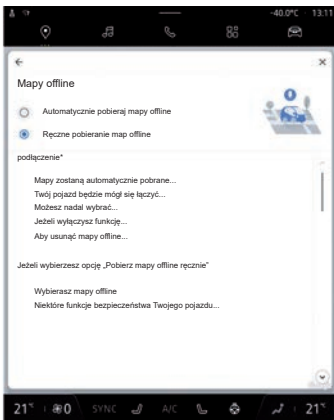 -40.0°C 13:11
Mapy offline
Automatycznie pobieraj mapy offline
Ręczne pobieranie map offline
podłączenie*
Mapy zostaną automatycznie pobrane...
Twój pojazd będzie mógł się łączyć...
Możesz nadal wybrać...
Jeżeli wyłączysz funkcję...
Aby usunąć mapy offline...
Jeżeli wybierzesz opcję „Pobierz mapy offline ręcznie”
Wybierasz mapy offline
Niektóre funkcje bezpieczeństwa Twojego pojazdu...
21° 0 SYNC A/C 21°